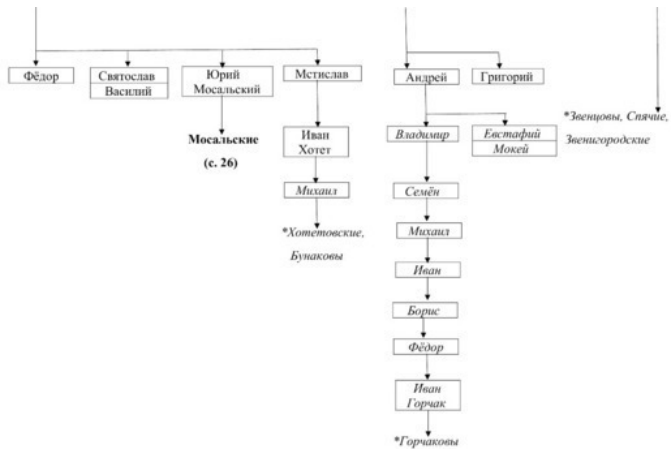 Фёдор
Святослав
Василий
Юрий
Мосальский
Мстислав
Мосальские
(с. 26)
Иван
Хотет
Михаил
*Хотетовские,
Бунаковы
Андрей
Григорий
Владимир
Евстафий
Мокей
Семён
Михаил
Иван
Борис
Фёдор
Иван
Горчак
*Горчаковы
*Звенцовы, Спячие,
Звенигородские